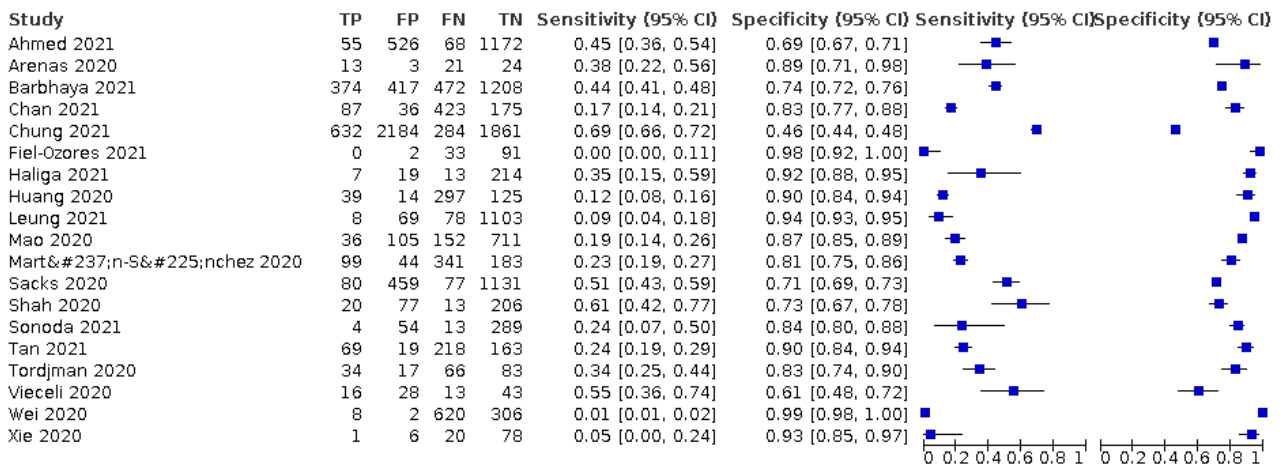 Study TP FP FN TN Sensitivity (95% CI) Specificity (95% CI) Sensitivity (95% CI) Specificity (95% CI)
Ahmed 2021 55 526 68 1172 0.45 [0.36, 0.54] 0.69 [0.67, 0.71]
Arenas 2020 13 3 21 24 0.38 [0.22, 0.56] 0.89 [0.71, 0.98]
Barbhaya 2021 374 417 472 1208 0.44 [0.41, 0.48] 0.74 [0.72, 0.76]
Chan 2021 87 36 423 175 0.17 [0.14, 0.21] 0.83 [0.77, 0.88]
Chung 2021 632 2184 284 1861 0.69 [0.66, 0.72] 0.46 [0.44, 0.48]
Fiel-Ozores 2021 0 2 33 91 0.00 [0.00, 0.11] 0.98 [0.92, 1.00]
Haliga 2021 7 19 13 214 0.35 [0.15, 0.59] 0.92 [0.88, 0.95]
Huang 2020 39 14 297 125 0.12 [0.08, 0.16] 0.90 [0.84, 0.94]
Leung 2021 8 69 78 1103 0.09 [0.04, 0.18] 0.94 [0.93, 0.95]
Mao 2020 36 105 152 711 0.19 [0.14, 0.26] 0.87 [0.85, 0.89]
Mart&#237;n-S&#225;nchez 2020 99 44 341 183 0.23 [0.19, 0.27] 0.81 [0.75, 0.86]
Sacks 2020 80 459 77 1131 0.51 [0.43, 0.59] 0.71 [0.69, 0.73]
Shah 2020 20 77 13 206 0.61 [0.42, 0.77] 0.73 [0.67, 0.78]
Sonoda 2021 4 54 13 289 0.24 [0.07, 0.50] 0.84 [0.80, 0.88]
Tan 2021 69 19 218 163 0.24 [0.19, 0.29] 0.90 [0.84, 0.94]
Tordjman 2020 34 17 66 83 0.34 [0.25, 0.44] 0.83 [0.74, 0.90]
Vieceli 2020 16 28 13 43 0.55 [0.36, 0.74] 0.61 [0.48, 0.72]
Wei 2020 8 2 620 306 0.01 [0.01, 0.02] 0.99 [0.98, 1.00]
Xie 2020 1 6 20 78 0.05 [0.00, 0.24] 0.93 [0.85, 0.97]
0 0.2 0.4 0.6 0.8 1 0 0.2 0.4 0.6 0.8 1